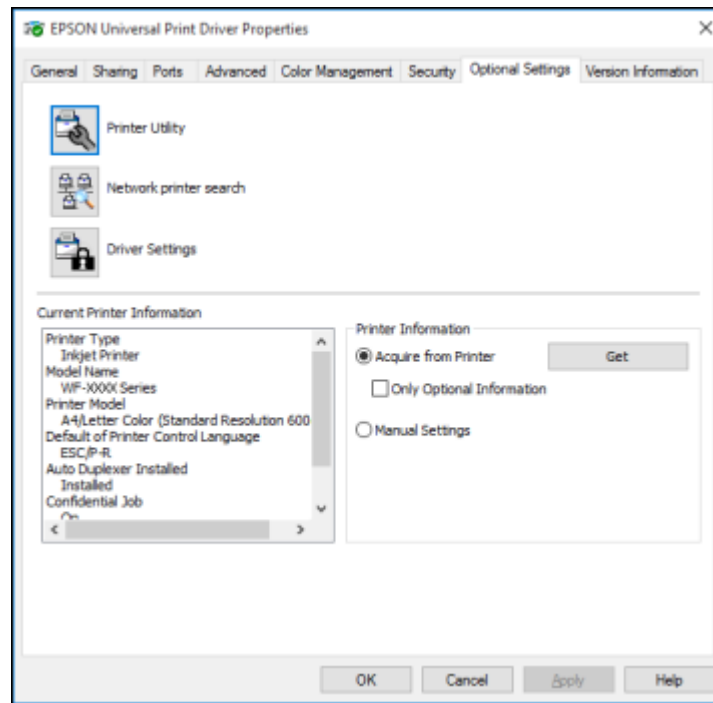 EPSON Universal Print Driver Properties
General Sharing Ports Advanced Color Management Security Optional Settings Version Information
Printer Utility
Network printer search
Driver Settings
Current Printer Information
Printer Type
Inkjet Printer
Model Name
WF-XXXX Series
Printer Model
A4/Letter Color (Standard Resolution 600
Default of Printer Control Language
ESC/P-R
Auto Duplexer Installed
Installed
Confidential Job
On
Printer Information
Acquire from Printer Get
Only Optional Information
Manual Settings
OK Cancel Apply Help